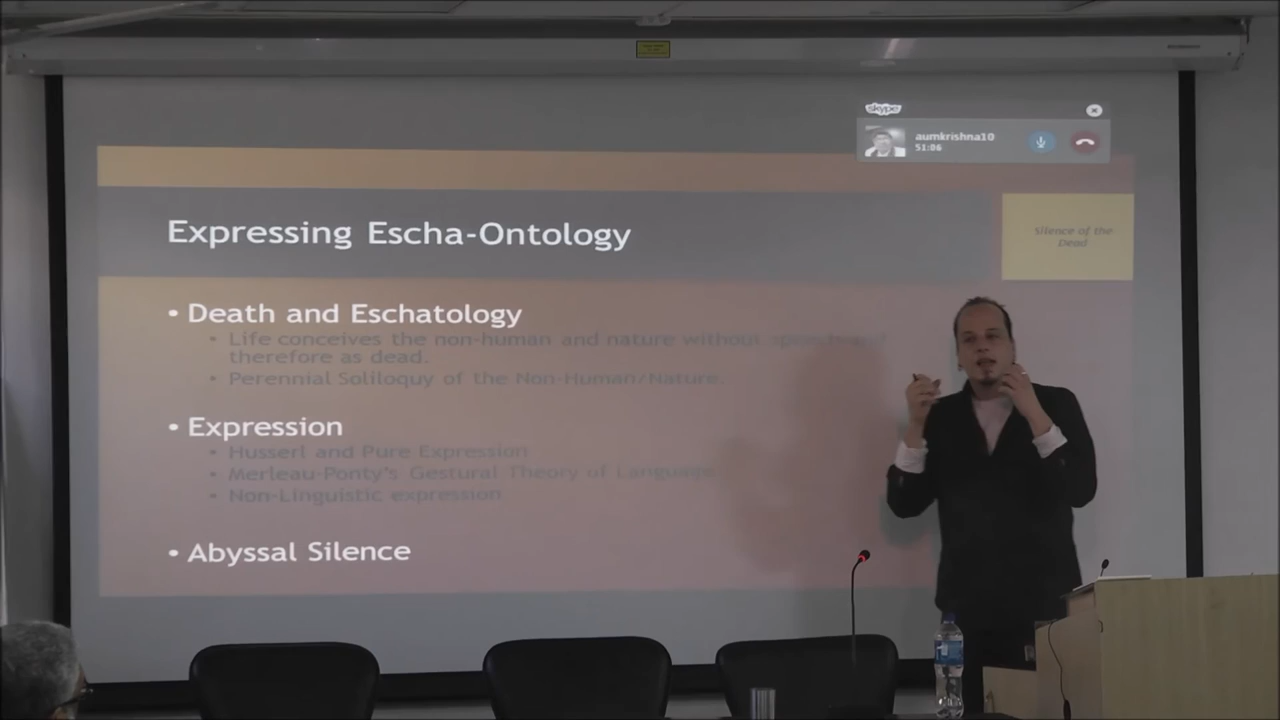 skype
aumkrishna10
51:06
Expressing Escha-Ontology
Silence of the
Dead
• Death and Eschatology
• Life conceives the non-human and nature without
therefore as dead.
• Perennial Soliloquy of the Non-Human/Nature.
• Expression
• Husserl and Pure Expression
• Merleau-Ponty's Gestural Theory of Language
• Non-Linguistic expression
• Abyssal Silence